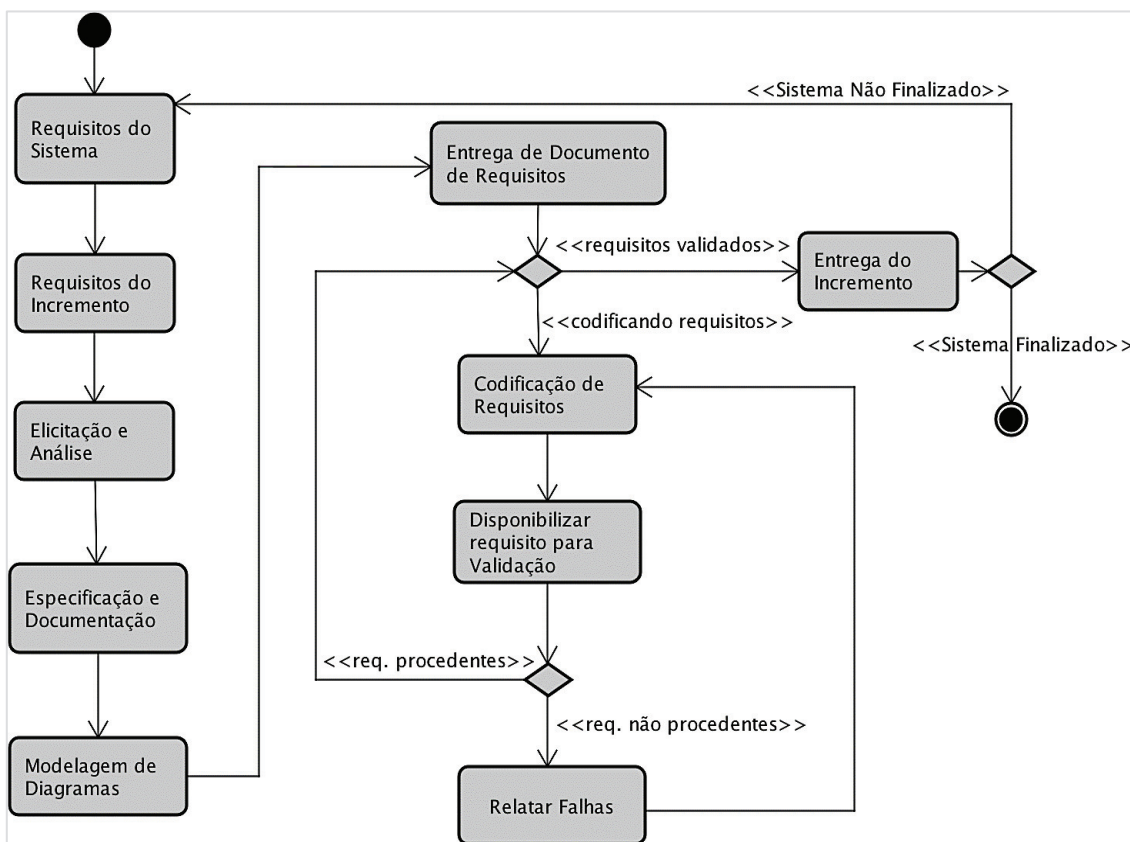 <<Sistema Não Finalizado>>
Requisitos do
Sistema
Entrega de Documento
de Requisitos
<<requisitos validados>>
Entrega do
Incremento
Requisitos do
Incremento
<<codificando requisitos>>
<<Sistema Finalizado>>
Codificação de
Requisitos
Elicitação e
Análise
Disponibilizar
requisito para
Validação
Especificação e
Documentação
<<req. procedentes>>
<<req. não procedentes>>
Modelagem de
Diagramas
Relatar Falhas